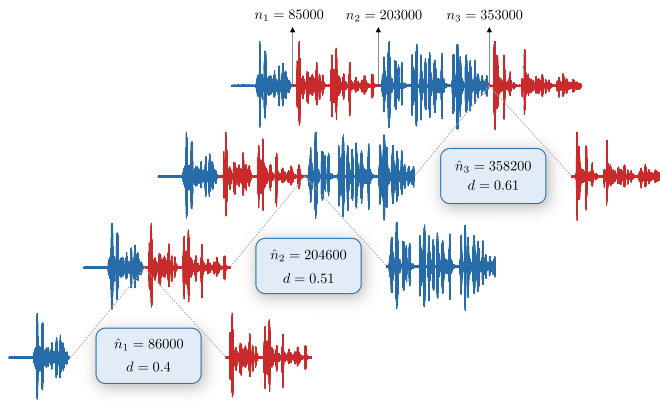 n₁ = 85000 n₂ = 203000 n₃ = 353000
n̂₃ = 358200
d = 0.61
n̂₂ = 204600
d = 0.51
n̂₁ = 86000
d = 0.4